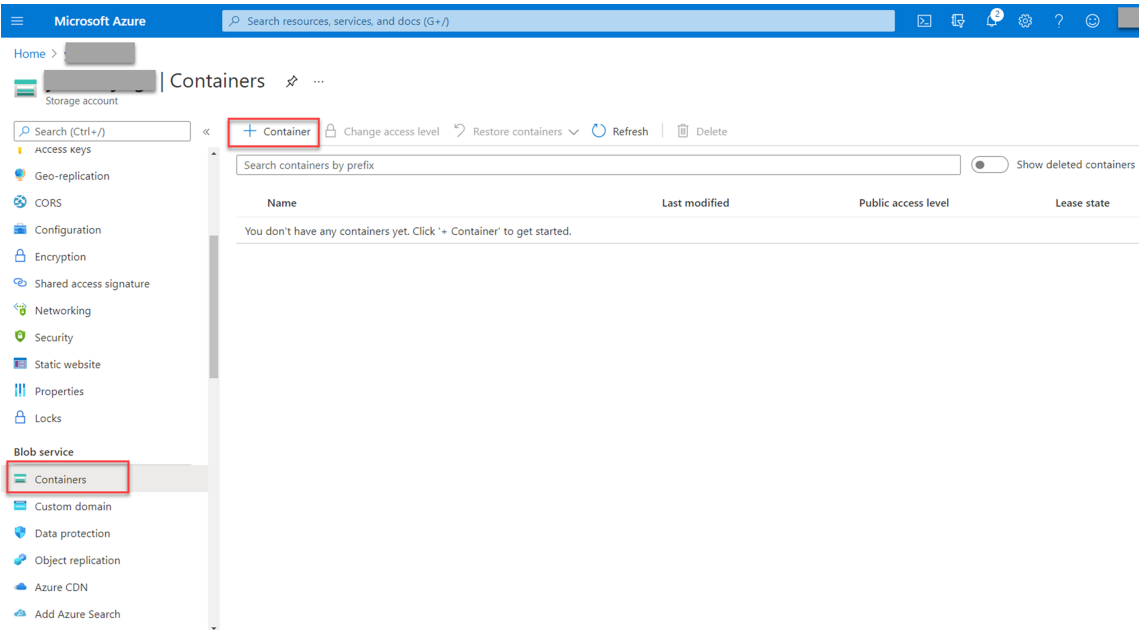 Microsoft Azure
Search resources, services, and docs (G+/)
2
Home >
| Containers
Storage account
Search (Ctrl+/)
«
+ Container
Change access level
Restore containers
Refresh
Delete
Access keys
Search containers by prefix
Show deleted containers
Geo-replication
Name
Last modified
Public access level
Lease state
CORS
You don't have any containers yet. Click '+ Container' to get started.
Configuration
Encryption
Shared access signature
Networking
Security
Static website
Properties
Locks
Blob service
Containers
Custom domain
Data protection
Object replication
Azure CDN
Add Azure Search